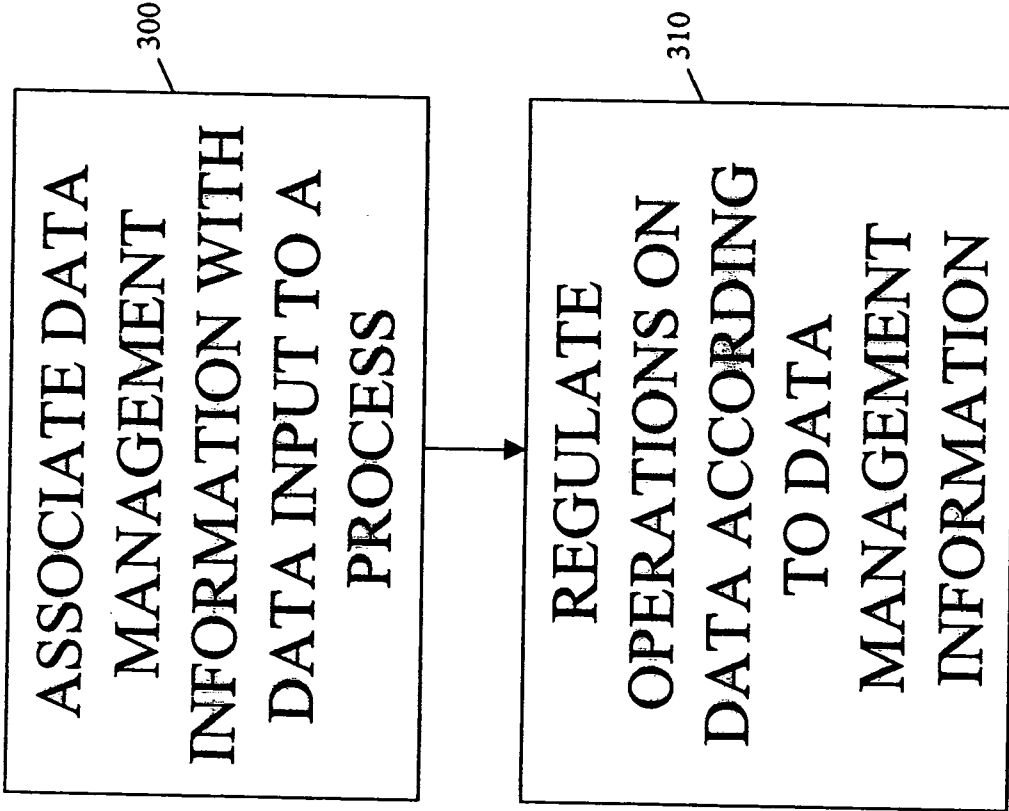 300
ASSOCIATE DATA
MANAGEMENT
INFORMATION WITH
DATA INPUT TO A
PROCESS
310
REGULATE
OPERATIONS ON
DATA ACCORDING
TO DATA
MANAGEMENT
INFORMATION